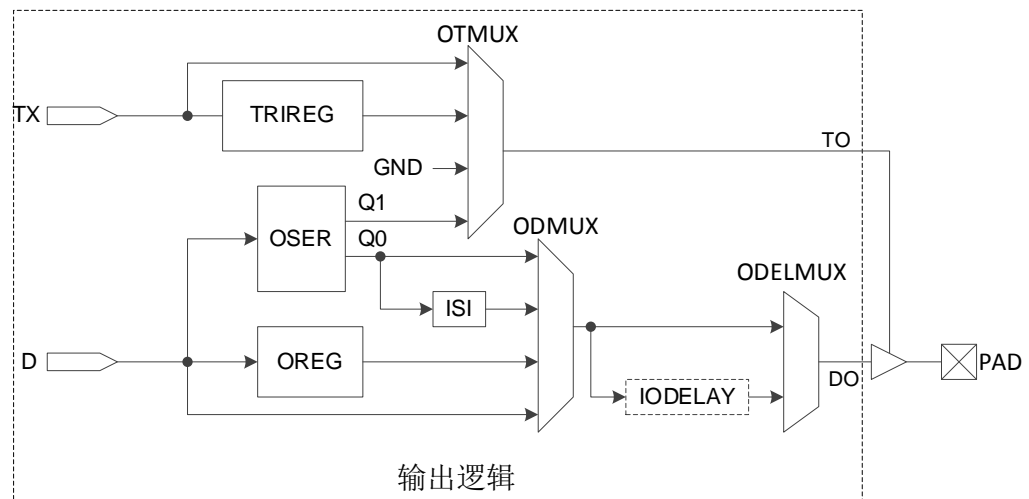 OTMUX
TX
TRIREG
TO
GND
Q1
OSER
Q0
ODMUX
ODELMUX
ISI
D
OREG
DO
PAD
IODELAY
输出逻辑